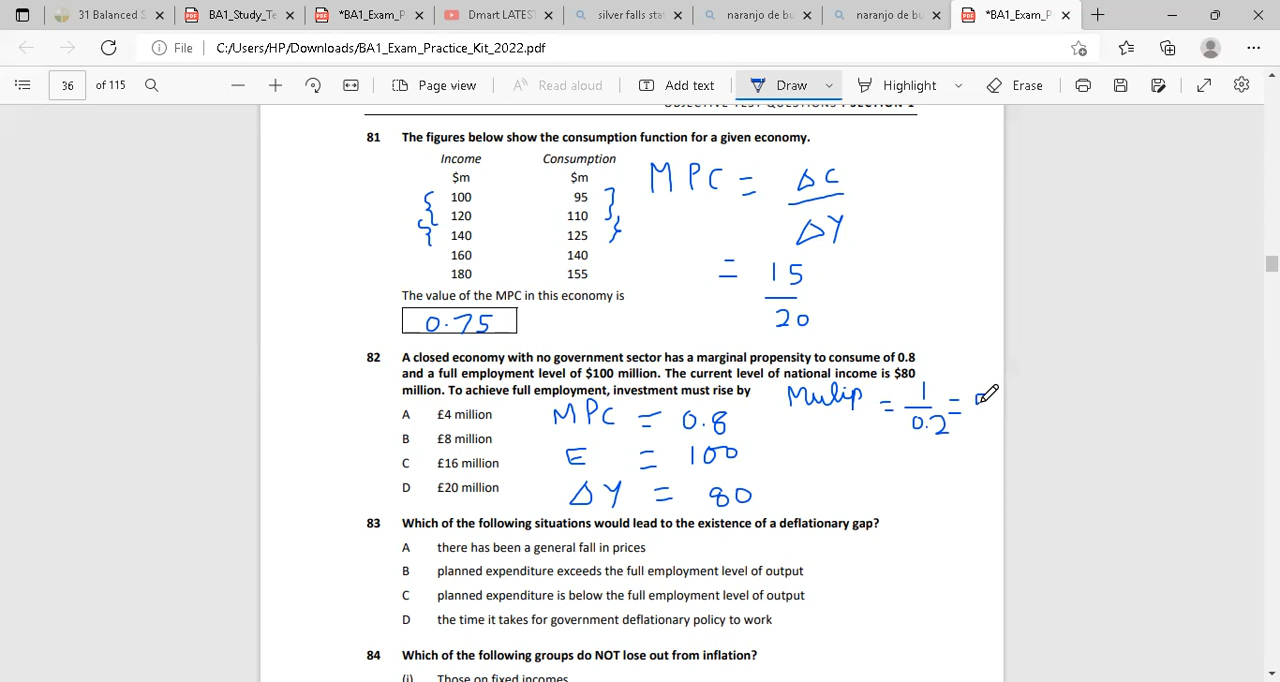 31 Balanced S
BA1_Study_Te
*BA1_Exam_P
Dmart LATES
silver falls sta
naranjo de bu
naranjo de bu
*BA1_Exam_P
File C:/Users/HP/Downloads/BA1_Exam_Practice_Kit_2022.pdf
36 of 115 Page view Read aloud Add text Draw Highlight Erase
OBJECTIVE TEST QUESTIONS : SECTION 1
81 The figures below show the consumption function for a given economy.
Income Consumption
$m $m
100 95
120 110
140 125
160 140
180 155
MPC = ΔC
ΔY
= 15
20
The value of the MPC in this economy is
0.75
82 A closed economy with no government sector has a marginal propensity to consume of 0.8
and a full employment level of $100 million. The current level of national income is $80
million. To achieve full employment, investment must rise by
A £4 million
B £8 million
C £16 million
D £20 million
MPC = 0.8
E = 100
ΔY = 80
Mulip = 1
0.2 =
83 Which of the following situations would lead to the existence of a deflationary gap?
A there has been a general fall in prices
B planned expenditure exceeds the full employment level of output
C planned expenditure is below the full employment level of output
D the time it takes for government deflationary policy to work
84 Which of the following groups do NOT lose out from inflation?
(i) Those on fixed incomes